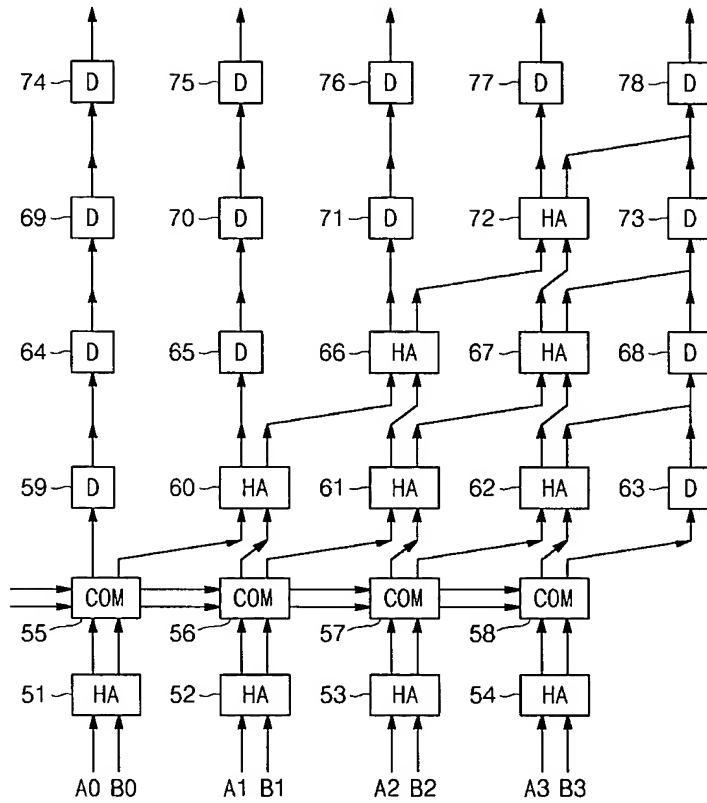 74 D 75 D 76 D 77 D 78 D
69 D 70 D 71 D 72 HA 73 D
64 D 65 D 66 HA 67 HA 68 D
59 D 60 HA 61 HA 62 HA 63 D
COM COM COM COM
55 56 57 58
51 HA 52 HA 53 HA 54 HA
A0 B0 A1 B1 A2 B2 A3 B3